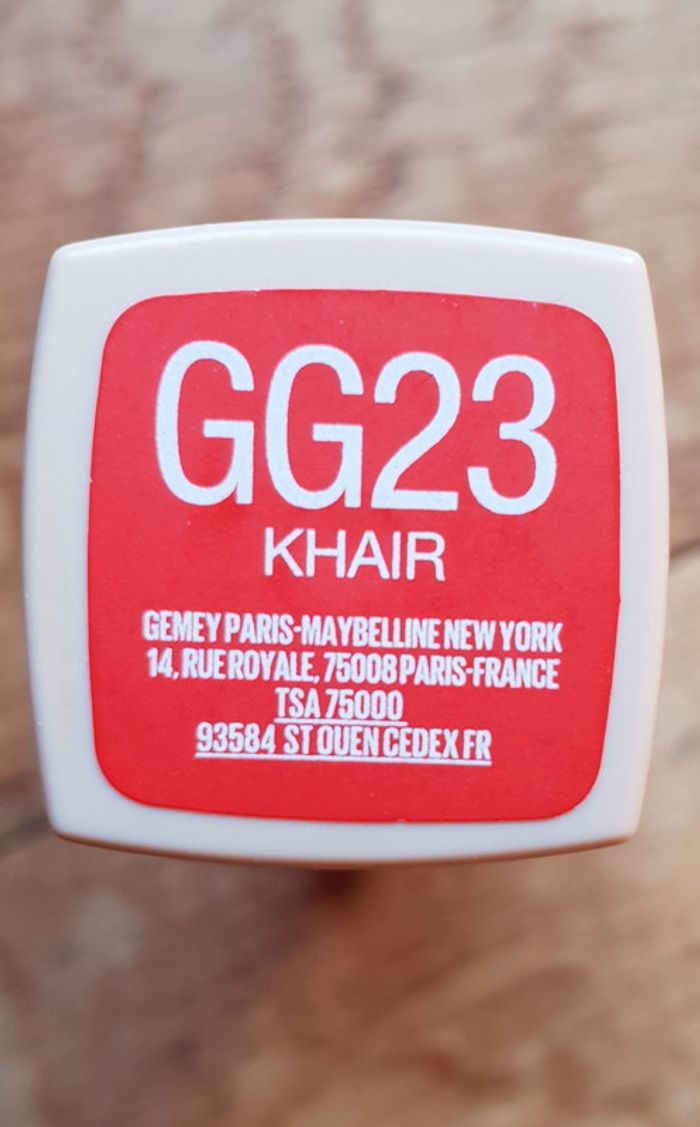 GG23
KHAIR
GEMEY PARIS-MAYBELLINE NEW YORK
14, RUE ROYALE, 75008 PARIS-FRANCE
TSA 75000
93584 ST OUEN CEDEX FR